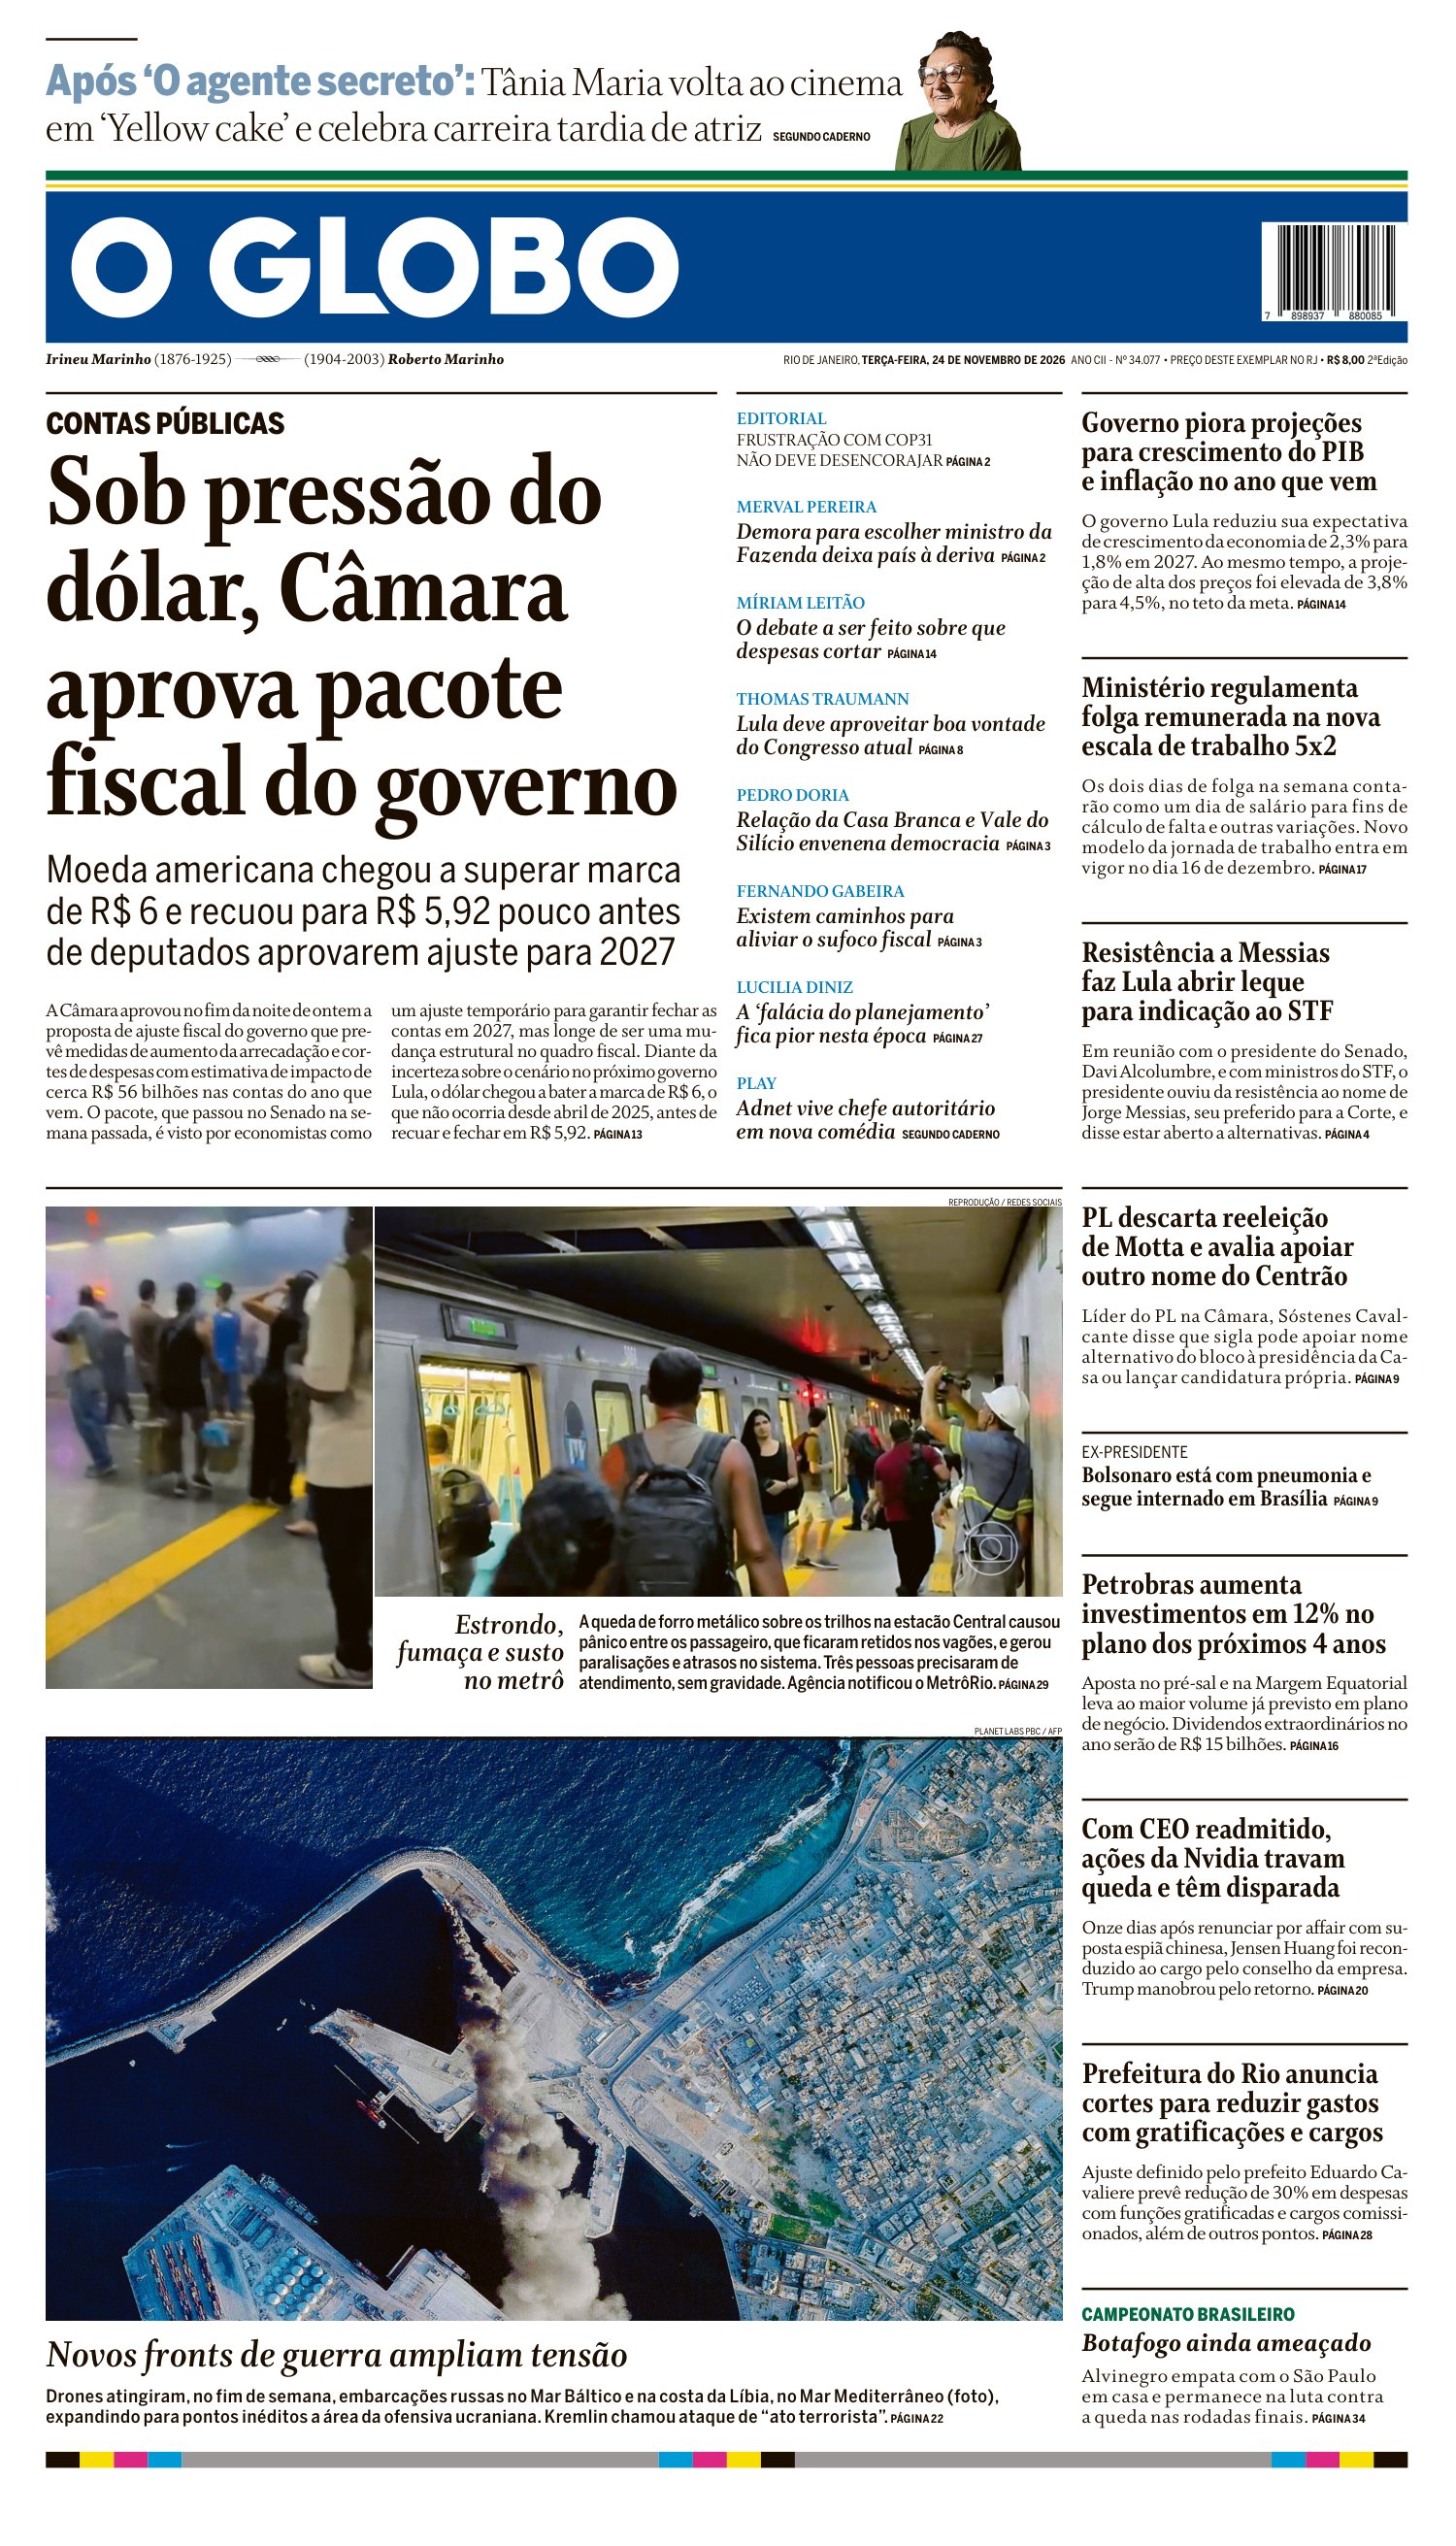 Após ‘O agente secreto’: Tânia Maria volta ao cinema
em ‘Yellow cake’ e celebra carreira tardia de atriz SEGUNDO CADERNO
O GLOBO
7 898937 880085
Irineu Marinho (1876-1925) (1904-2003) Roberto Marinho
RIO DE JANEIRO, TERÇA-FEIRA, 24 DE NOVEMBRO DE 2026 ANO CII - Nº 34.077 • PREÇO DESTE EXEMPLAR NO RJ • R$ 8,00 2ªEdição
CONTAS PÚBLICAS
Sob pressão do
dólar, Câmara
aprova pacote
fiscal do governo
Moeda americana chegou a superar marca
de R$ 6 e recuou para R$ 5,92 pouco antes
de deputados aprovarem ajuste para 2027
A Câmara aprovou no fim da noite de ontem a
proposta de ajuste fiscal do governo que pre-
vê medidas de aumento da arrecadação e cor-
tes de despesas com estimativa de impacto de
cerca R$ 56 bilhões nas contas do ano que
vem. O pacote, que passou no Senado na se-
mana passada, é visto por economistas como
um ajuste temporário para garantir fechar as
contas em 2027, mas longe de ser uma mu-
dança estrutural no quadro fiscal. Diante da
incerteza sobre o cenário no próximo governo
Lula, o dólar chegou a bater a marca de R$ 6, o
que não ocorria desde abril de 2025, antes de
recuar e fechar em R$ 5,92. PÁGINA 13
EDITORIAL
FRUSTRAÇÃO COM COP31
NÃO DEVE DESENCORAJAR PÁGINA 2
MERVAL PEREIRA
Demora para escolher ministro da
Fazenda deixa país à deriva PÁGINA 2
MÍRIAM LEITÃO
O debate a ser feito sobre que
despesas cortar PÁGINA 14
THOMAS TRAUMANN
Lula deve aproveitar boa vontade
do Congresso atual PÁGINA 8
PEDRO DORIA
Relação da Casa Branca e Vale do
Silício envenena democracia PÁGINA 3
FERNANDO GABEIRA
Existem caminhos para
aliviar o sufoco fiscal PÁGINA 3
LUCILIA DINIZ
A ‘falácia do planejamento’
fica pior nesta época PÁGINA 27
PLAY
Adnet vive chefe autoritário
em nova comédia SEGUNDO CADERNO
Governo piora projeções
para crescimento do PIB
e inflação no ano que vem
O governo Lula reduziu sua expectativa
de crescimento da economia de 2,3% para
1,8% em 2027. Ao mesmo tempo, a proje-
ção de alta dos preços foi elevada de 3,8%
para 4,5%, no teto da meta. PÁGINA 14
Ministério regulamenta
folga remunerada na nova
escala de trabalho 5x2
Os dois dias de folga na semana conta-
rão como um dia de salário para fins de
cálculo de falta e outras variações. Novo
modelo da jornada de trabalho entra em
vigor no dia 16 de dezembro. PÁGINA 17
Resistência a Messias
faz Lula abrir leque
para indicação ao STF
Em reunião com o presidente do Senado,
Davi Alcolumbre, e com ministros do STF, o
presidente ouviu da resistência ao nome de
Jorge Messias, seu preferido para a Corte, e
disse estar aberto a alternativas. PÁGINA 4
REPRODUÇÃO / REDES SOCIAIS
Estrondo,
fumaça e susto
no metrô
A queda de forro metálico sobre os trilhos na estacão Central causou
pânico entre os passageiro, que ficaram retidos nos vagões, e gerou
paralisações e atrasos no sistema. Três pessoas precisaram de
atendimento, sem gravidade. Agência notificou o MetrôRio. PÁGINA 29
PLANET LABS PBC / AFP
Novos fronts de guerra ampliam tensão
Drones atingiram, no fim de semana, embarcações russas no Mar Báltico e na costa da Líbia, no Mar Mediterrâneo (foto),
expandindo para pontos inéditos a área da ofensiva ucraniana. Kremlin chamou ataque de “ato terrorista”. PÁGINA 22
PL descarta reeleição
de Motta e avalia apoiar
outro nome do Centrão
Líder do PL na Câmara, Sóstenes Caval-
cante disse que sigla pode apoiar nome
alternativo do bloco à presidência da Ca-
sa ou lançar candidatura própria. PÁGINA 9
EX-PRESIDENTE
Bolsonaro está com pneumonia e
segue internado em Brasília PÁGINA 9
Petrobras aumenta
investimentos em 12% no
plano dos próximos 4 anos
Aposta no pré-sal e na Margem Equatorial
leva ao maior volume já previsto em plano
de negócio. Dividendos extraordinários no
ano serão de R$ 15 bilhões. PÁGINA 16
Com CEO readmitido,
ações da Nvidia travam
queda e têm disparada
Onze dias após renunciar por affair com su-
posta espiã chinesa, Jensen Huang foi recon-
duzido ao cargo pelo conselho da empresa.
Trump manobrou pelo retorno. PÁGINA 20
Prefeitura do Rio anuncia
cortes para reduzir gastos
com gratificações e cargos
Ajuste definido pelo prefeito Eduardo Ca-
valiere prevê redução de 30% em despesas
com funções gratificadas e cargos comissi-
onados, além de outros pontos. PÁGINA 28
CAMPEONATO BRASILEIRO
Botafogo ainda ameaçado
Alvinegro empata com o São Paulo
em casa e permanece na luta contra
a queda nas rodadas finais. PÁGINA 34